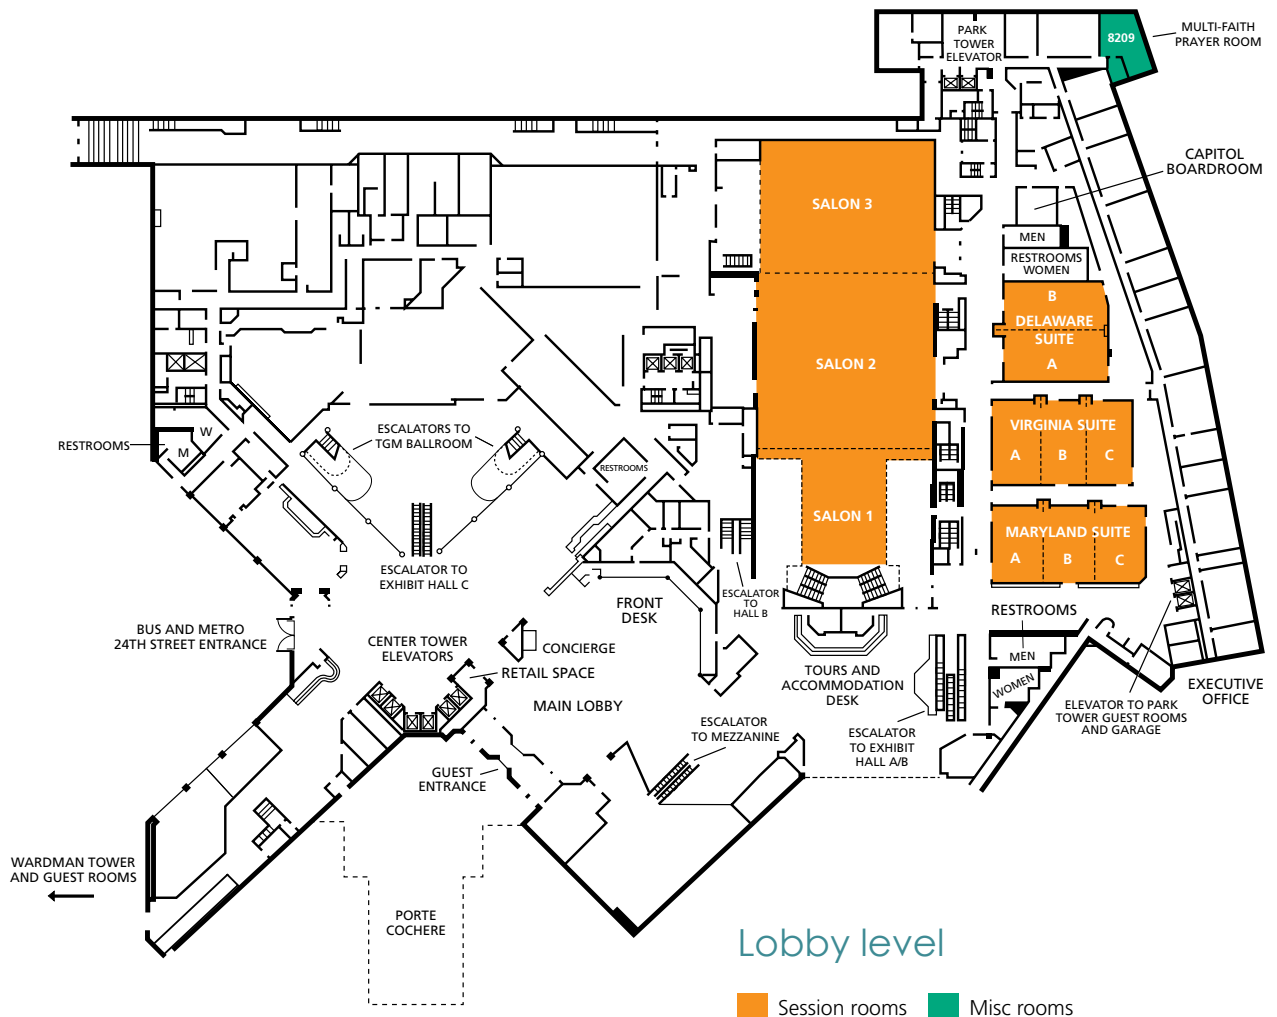 PARK
TOWER
ELEVATOR
8209
MULTI-FAITH
PRAYER ROOM
CAPITOL
BOARDROOM
SALON 3
MEN
RESTROOMS
WOMEN
B
DELAWARE
SUITE
A
SALON 2
ESCALATORS TO
TGM BALLROOM
RESTROOMS
W
M
VIRGINIA SUITE
A
B
C
RESTROOMS
SALON 1
MARYLAND SUITE
A
B
C
ESCALATOR TO
EXHIBIT HALL C
ESCALATOR
TO
HALL B
FRONT
DESK
RESTROOMS
BUS AND METRO
24TH STREET ENTRANCE
CENTER TOWER
ELEVATORS
CONCIERGE
RETAIL SPACE
MEN
WOMEN
TOURS AND
ACCOMMODATION
DESK
EXECUTIVE
OFFICE
MAIN LOBBY
ELEVATOR TO PARK
TOWER GUEST ROOMS
AND GARAGE
ESCALATOR
TO MEZZANINE
ESCALATOR
TO EXHIBIT
HALL A/B
GUEST
ENTRANCE
WARDMAN TOWER
AND GUEST ROOMS
PORTE
COCHERE
Lobby level
Session rooms
Misc rooms